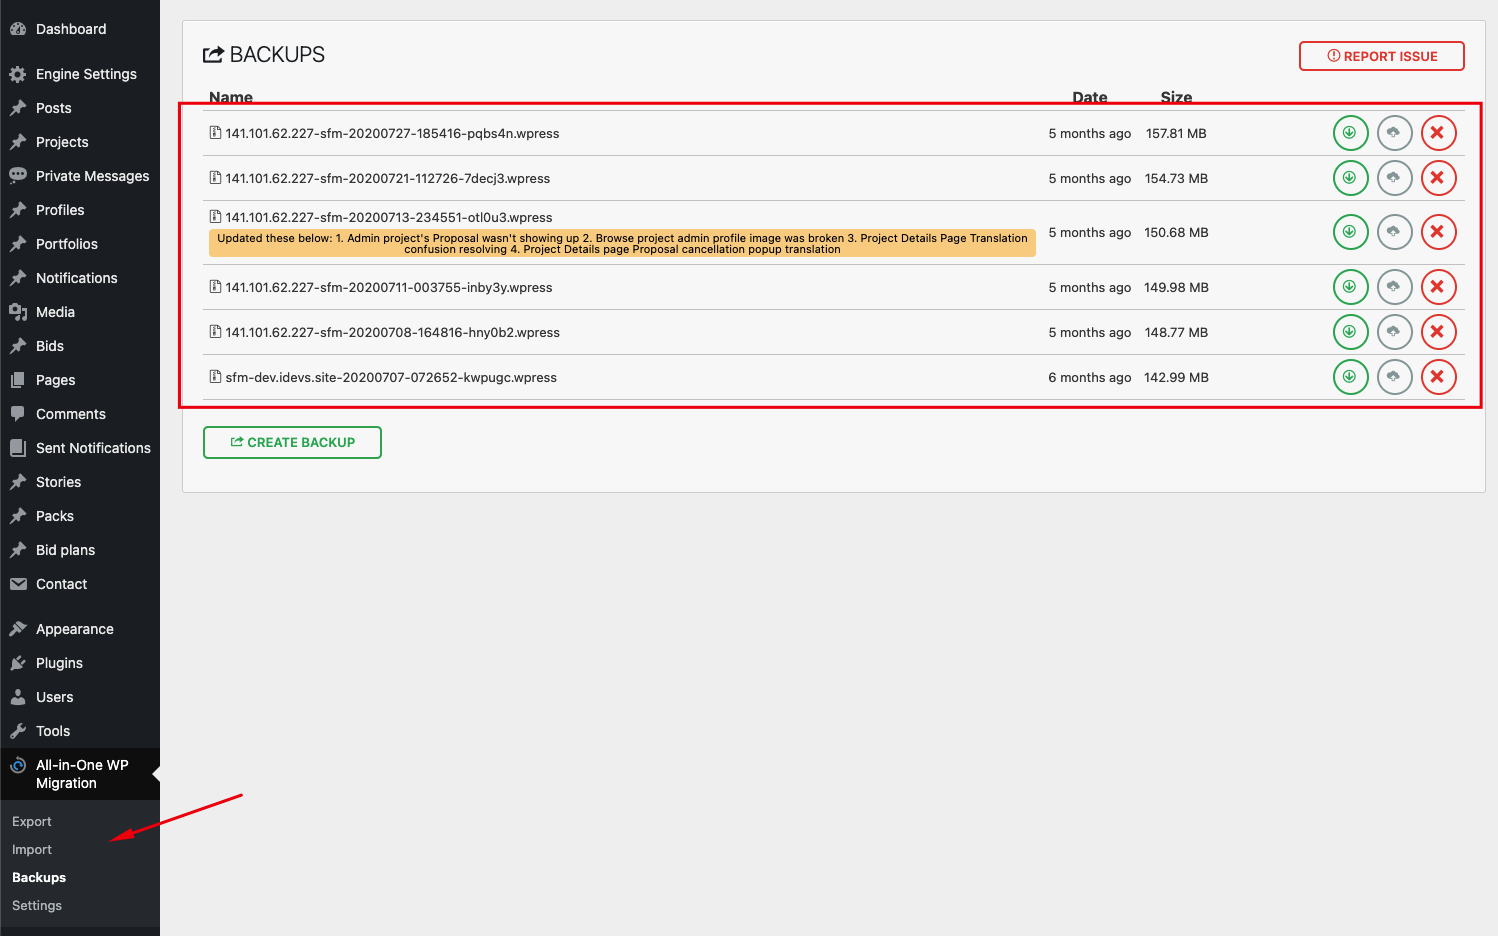 Dashboard
Engine Settings
Posts
Projects
Private Messages
Profiles
Portfolios
Notifications
Media
Bids
Pages
Comments
Sent Notifications
Stories
Packs
Bid plans
Contact
Appearance
Plugins
Users
Tools
All-in-One WP
Migration
Export
Import
Backups
Settings
BACKUPS
REPORT ISSUE
Name Date Size
141.101.62.227-sfm-20200727-185416-pqbs4n.wpress 5 months ago 157.81 MB
141.101.62.227-sfm-20200721-112726-7decj3.wpress 5 months ago 154.73 MB
141.101.62.227-sfm-20200713-234551-otl0u3.wpress
Updated these below: 1. Admin project's Proposal wasn't showing up 2. Browse project admin profile image was broken 3. Project Details Page Translation
confusion resolving 4. Project Details page Proposal cancellation popup translation
5 months ago 150.68 MB
141.101.62.227-sfm-20200711-003755-inby3y.wpress 5 months ago 149.98 MB
141.101.62.227-sfm-20200708-164816-hny0b2.wpress 5 months ago 148.77 MB
sfm-dev.idevs.site-20200707-072652-kwpugc.wpress 6 months ago 142.99 MB
CREATE BACKUP